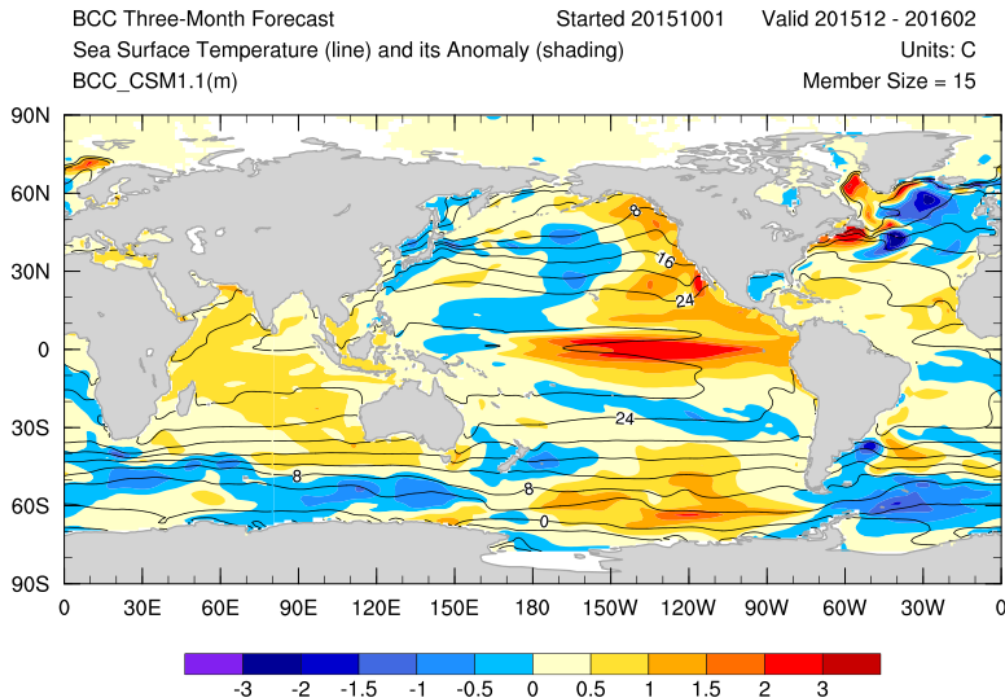 BCC Three-Month Forecast Started 20151001 Valid 201512 - 201602
Sea Surface Temperature (line) and its Anomaly (shading) Units: C
BCC_CSM1.1(m) Member Size = 15
90N
60N
30N
0
30S
60S
90S
8
16
24
24
8
8
0
0 30E 60E 90E 120E 150E 180 150W 120W 90W 60W 30W 0
-3 -2 -1.5 -1 -0.5 0 0.5 1 1.5 2 3